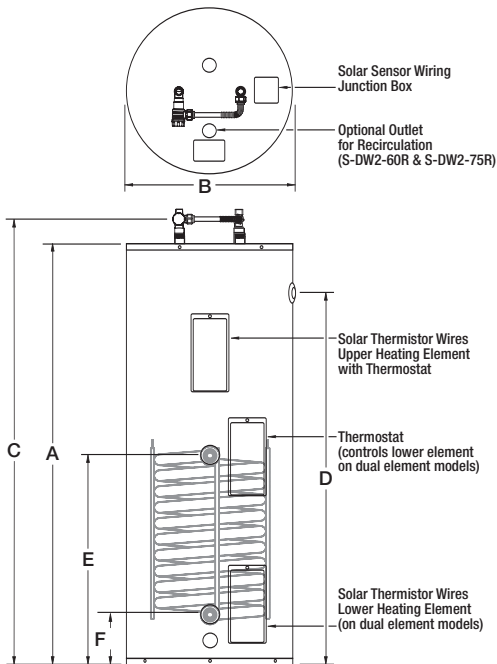 Solar Sensor Wiring
Junction Box
Optional Outlet
for Recirculation
(S-DW2-60R & S-DW2-75R)
B
Solar Thermistor Wires
Upper Heating Element
with Thermostat
C
A
Thermostat
(controls lower element
on dual element models)
D
E
Solar Thermistor Wires
Lower Heating Element
(on dual element models)
F